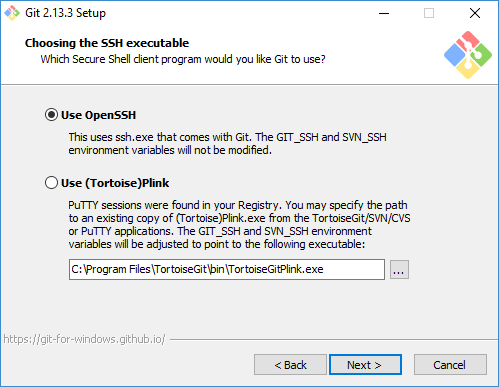 Git 2.13.3 Setup
Choosing the SSH executable
Which Secure Shell client program would you like Git to use?
Use OpenSSH
This uses ssh.exe that comes with Git. The GIT_SSH and SVN_SSH
environment variables will not be modified.
Use (Tortoise)Plink
PuTTY sessions were found in your Registry. You may specify the path
to an existing copy of (Tortoise)Plink.exe from the TortoiseGit/SVN/CVS
or PuTTY applications. The GIT_SSH and SVN_SSH environment
variables will be adjusted to point to the following executable:
C:\Program Files\TortoiseGit\bin\TortoiseGitPlink.exe
...
https://git-for-windows.github.io/
< Back
Next >
Cancel